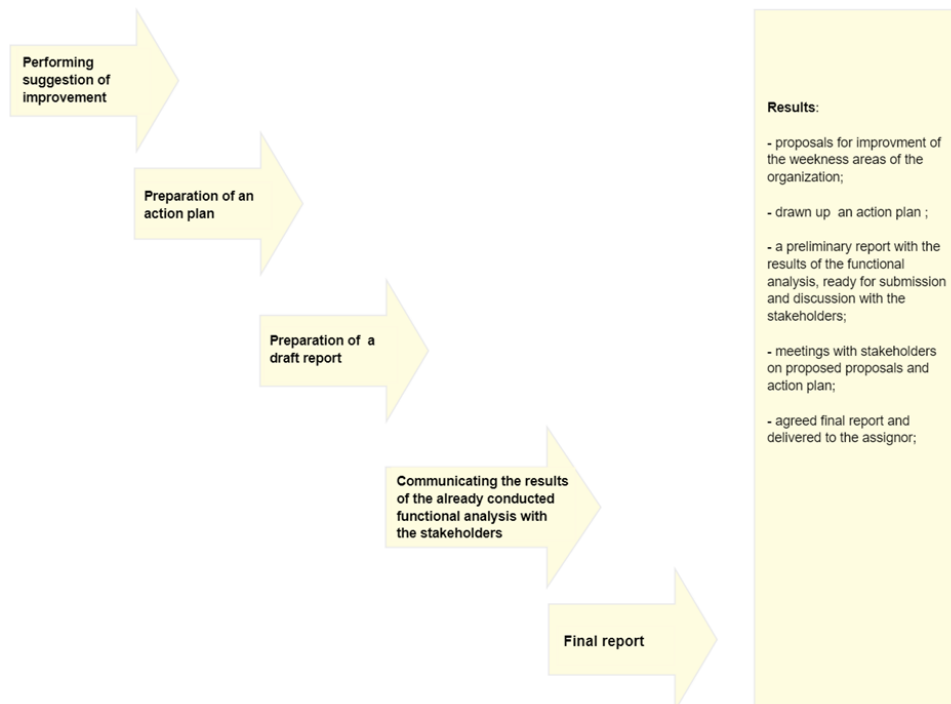 Performing
suggestion of
improvement
Preparation of an
action plan
Preparation of a
draft report
Communicating the results
of the already conducted
functional analysis with
the stakeholders
Final report
Results:
- proposals for improvment of
the weekness areas of the
organization;
- drawn up an action plan ;
- a preliminary report with the
results of the functional
analysis, ready for submission
and discussion with the
stakeholders;
- meetings with stakeholders
on proposed proposals and
action plan;
- agreed final report and
delivered to the assignor;